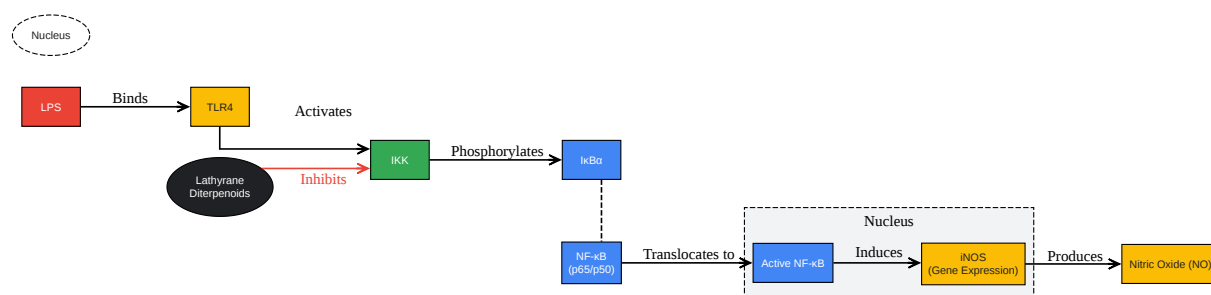 Nucleus
LPS
Binds
TLR4
Activates
IKK
Phosphorylates
IκBα
Lathyrane
Diterpenoids
Inhibits
Nucleus
NF-κB
(p65/p50)
Translocates to
Active NF-κB
Induces
iNOS
(Gene Expression)
Produces
Nitric Oxide (NO)